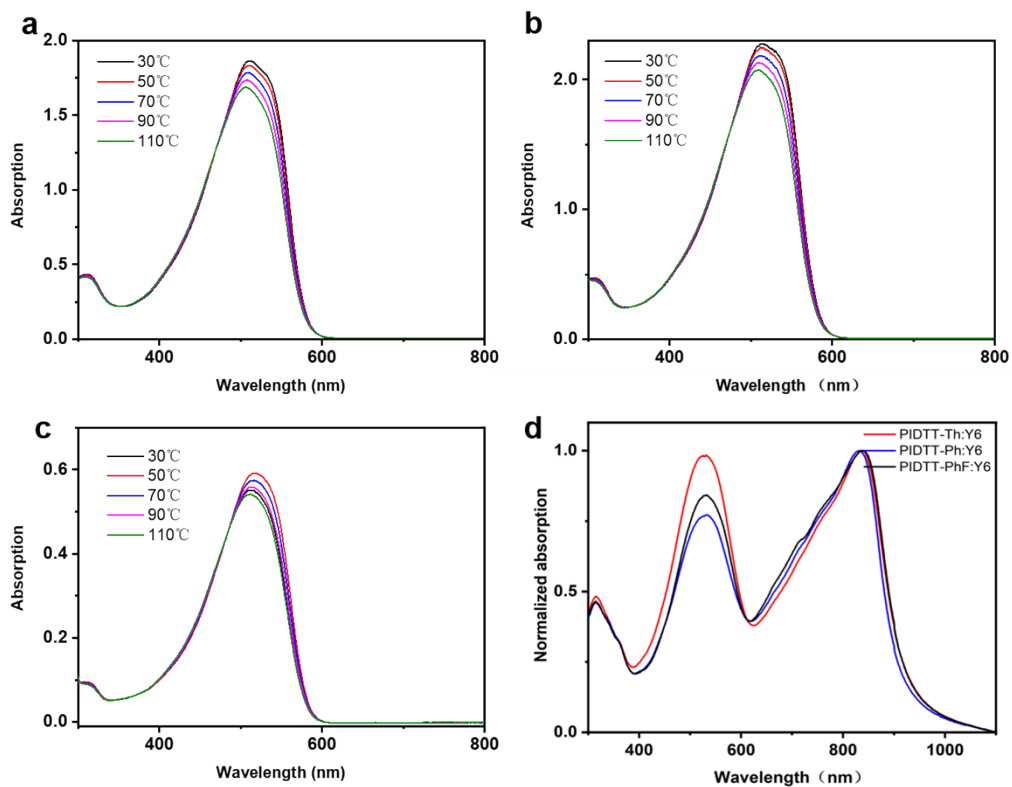 a
2.0
1.5
1.0
0.5
0.0
Absorption
30℃
50℃
70℃
90℃
110℃
400
600
800
Wavelength (nm)
b
2.0
1.0
0.0
Absorption
30℃
50℃
70℃
90℃
110℃
400
600
800
Wavelength （nm）
c
0.6
0.4
0.2
0.0
Absorption
30℃
50℃
70℃
90℃
110℃
400
600
800
Wavelength (nm)
d
1.0
0.5
0.0
Normalized absorption
PIDTT-Th:Y6
PIDTT-Ph:Y6
PIDTT-PhF:Y6
400
600
800
1000
Wavelength（nm）